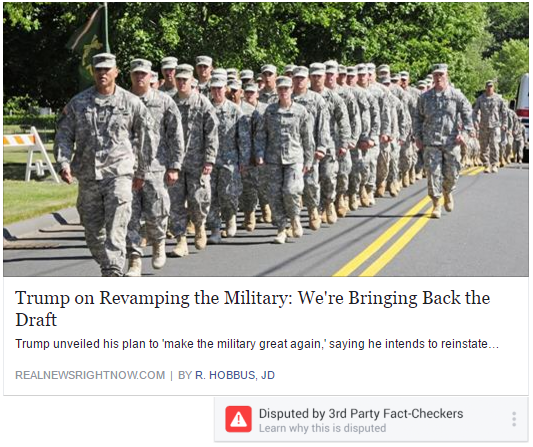 Trump on Revamping the Military: We're Bringing Back the
Draft
Trump unveiled his plan to 'make the military great again,' saying he intends to reinstate…
REALNEWSRIGHTNOW.COM | BY R. HOBBUS, JD
Disputed by 3rd Party Fact-Checkers
Learn why this is disputed